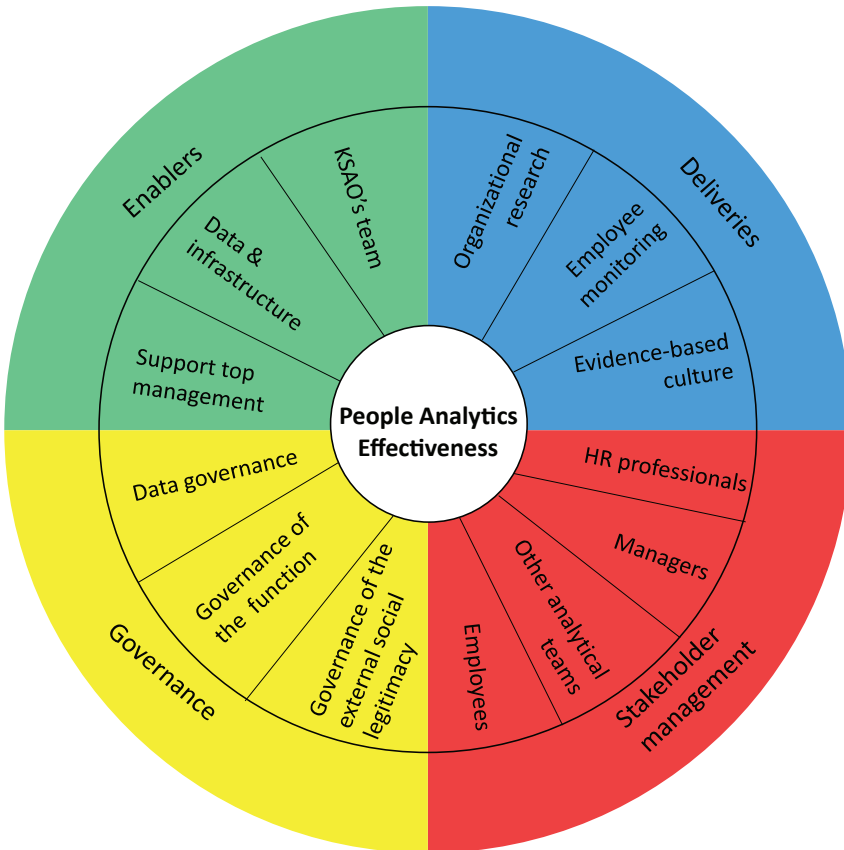 People Analytics
Effectiveness
Enablers
KSAO's team
Data &
infrastructure
Support top
management
Deliveries
Organizational
research
Employee
monitoring
Evidence-based
culture
Stakeholder
management
HR professionals
Managers
Other analytical
teams
Employees
Governance
Governance of the
external social
legitimacy
Governance of
the function
Data governance